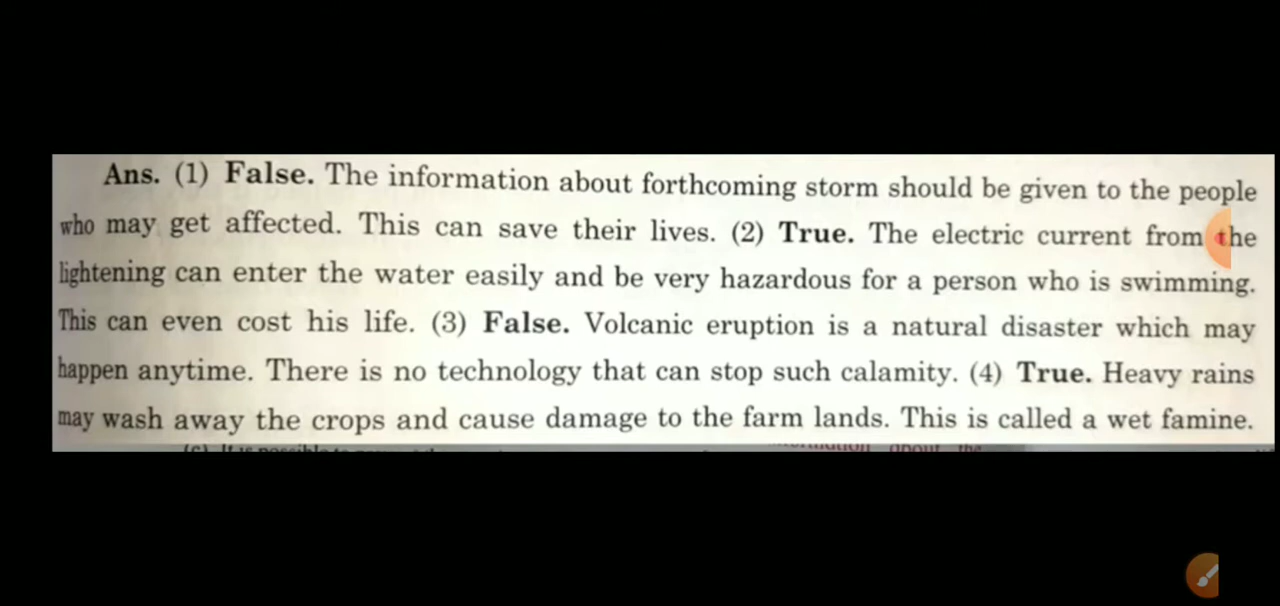 Ans. (1) False. The information about forthcoming storm should be given to the people
who may get affected. This can save their lives. (2) True. The electric current from the
lightening can enter the water easily and be very hazardous for a person who is swimming.
This can even cost his life. (3) False. Volcanic eruption is a natural disaster which may
happen anytime. There is no technology that can stop such calamity. (4) True. Heavy rains
may wash away the crops and cause damage to the farm lands. This is called a wet famine.